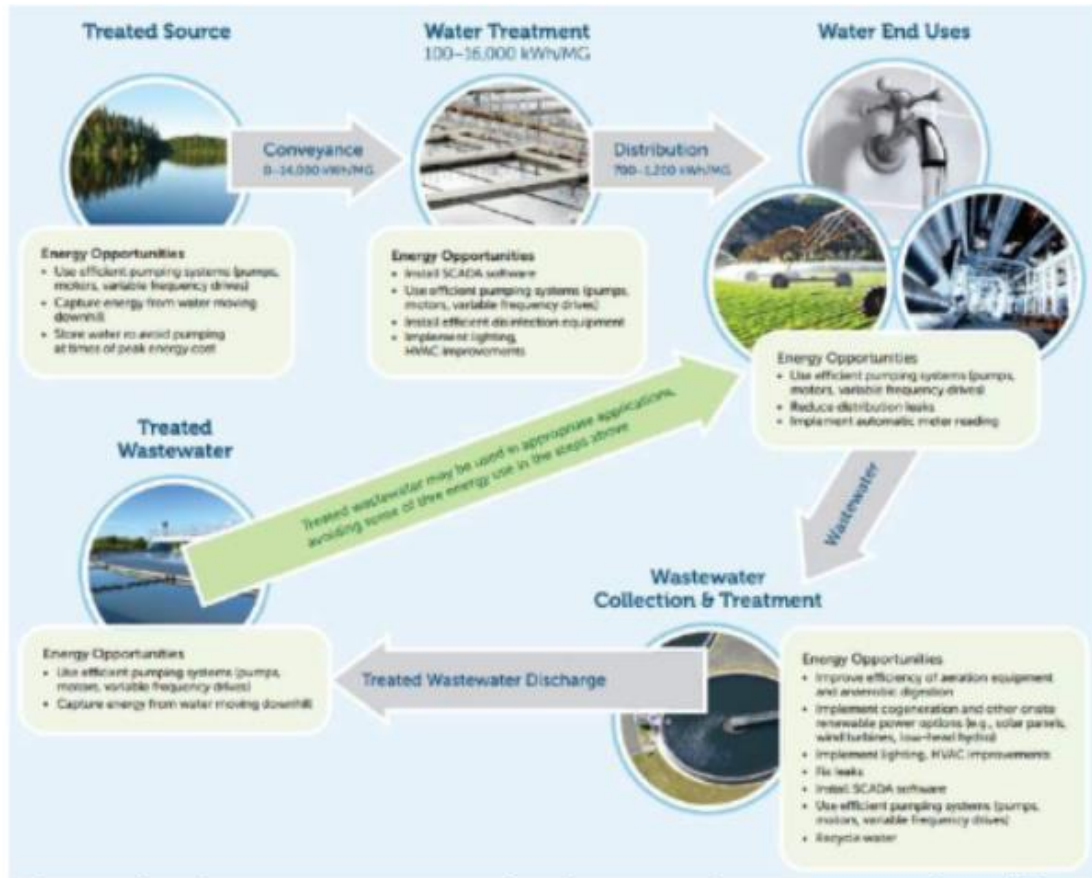 Treated Source
Water Treatment
100–16,000 kWh/MG
Water End Uses
Conveyance
0–14,000 kWh/MG
Distribution
700–1,200 kWh/MG
Energy Opportunities
• Use efficient pumping systems (pumps,
motors, variable frequency drives)
• Capture energy from water moving
downhill
• Store water to avoid pumping
at times of peak energy cost
Energy Opportunities
• Install SCADA software
• Use efficient pumping systems (pumps,
motors, variable frequency drives)
• Install efficient disinfection equipment
• Implement lighting,
HVAC improvements
Energy Opportunities
• Use efficient pumping systems (pumps,
motors, variable frequency drives)
• Reduce distribution leaks
• Implement automatic meter reading
Treated
Wastewater
Treated wastewater may be used in appropriate applications,
avoiding some of the energy use in the steps above
Wastewater
Wastewater
Collection & Treatment
Energy Opportunities
• Use efficient pumping systems (pumps,
motors, variable frequency drives)
• Capture energy from water moving downhill
Treated Wastewater Discharge
Energy Opportunities
• Improve efficiency of aeration equipment
and anaerobic digestion
• Implement cogeneration and other onsite
renewable power options (e.g., solar panels,
wind turbines, low-head hydro)
• Implement lighting, HVAC improvements
• Fix leaks
• Install SCADA software
• Use efficient pumping systems (pumps,
motors, variable frequency drives)
• Recycle water